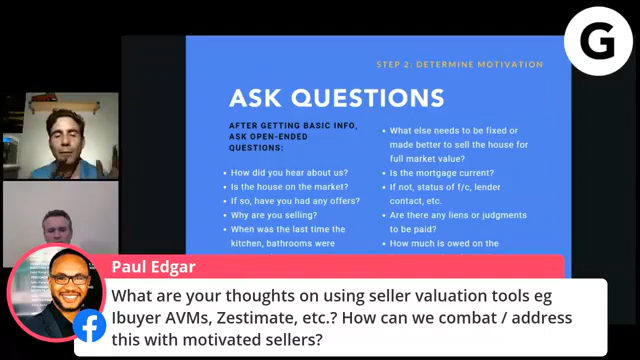 G
STEP 2: DETERMINE MOTIVATION
ASK QUESTIONS
AFTER GETTING BASIC INFO,
ASK OPEN-ENDED
QUESTIONS:
• How did you hear about us?
• Is the house on the market?
• If so, have you had any offers?
• Why are you selling?
• When was the last time the
kitchen, bathrooms were
• What else needs to be fixed or
made better to sell the house for
full market value?
• Is the mortgage current?
• If not, status of f/c, lender
contact, etc.
• Are there any liens or judgments
to be paid?
• How much is owed on the
Paul Edgar
What are your thoughts on using seller valuation tools eg
Ibuyer AVMs, Zestimate, etc.? How can we combat / address
this with motivated sellers?